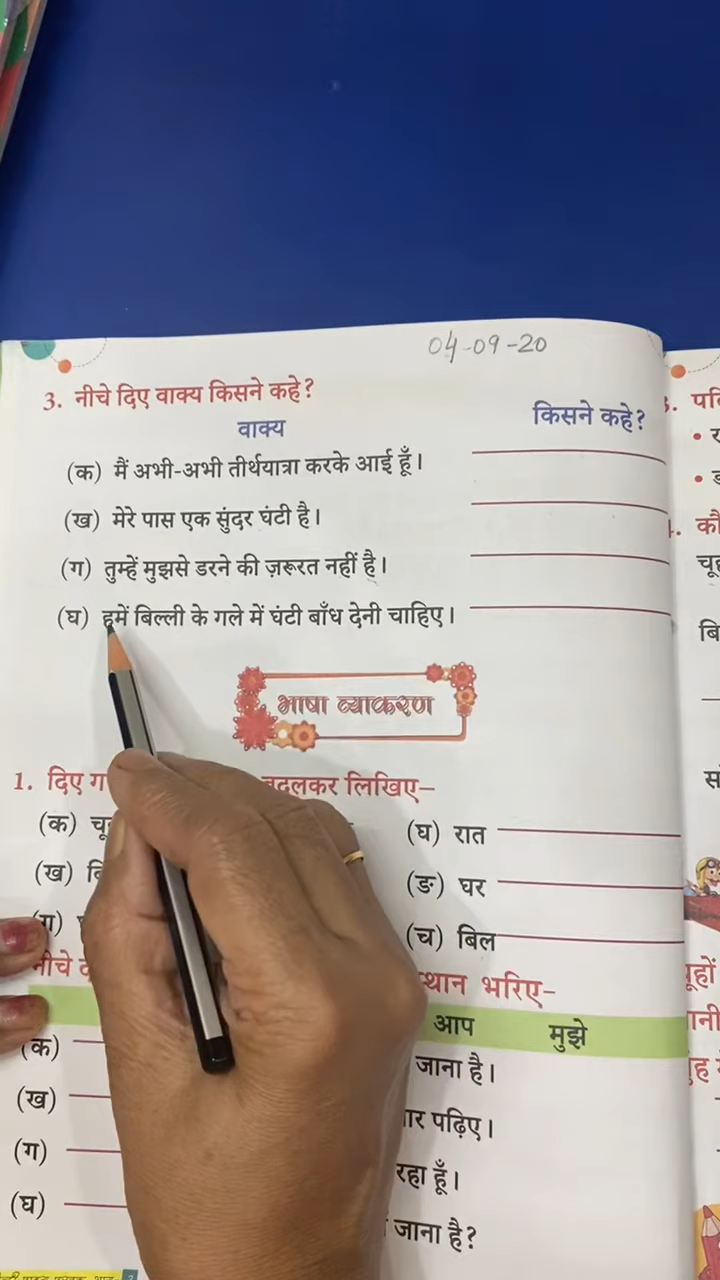 04-09-20
3. नीचे दिए वाक्य किसने कहे?
वाक्य किसने कहे?
(क) मैं अभी-अभी तीर्थयात्रा करके आई हूँ।
(ख) मेरे पास एक सुंदर घंटी है।
(ग) तुम्हें मुझसे डरने की ज़रूरत नहीं है।
(घ) हमें बिल्ली के गले में घंटी बाँध देनी चाहिए।
भाषा व्याकरण
1. दिए बदलकर लिखिए–
(क) (घ) रात
(ख) (ङ) घर
(ग) (च) बिल
नीचे भरिए–
आप मुझे
(क) जाना है।
(ख) पढ़िए।
(ग) रहा हूँ।
(घ) जाना है?